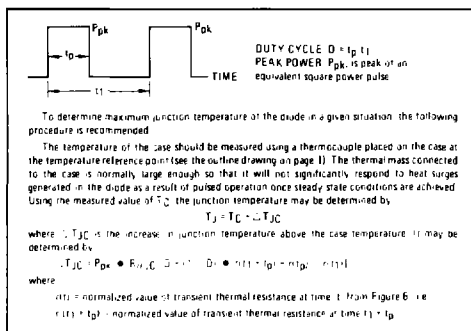 Ppk
Ppk
tp
TIME
t1
DUTY CYCLE D = tp t1
PEAK POWER Ppk, is peak of an
equivalent square power pulse
To determine maximum junction temperature of the diode in a given situation the following
procedure is recommended
The temperature of the case should be measured using a thermocouple placed on the case at
the temperature reference point (see the outline drawing on page 1) The thermal mass connected
to the case is normally large enough so that it will not significantly respond to heat surges
generated in the diode as a result of pulsed operation once steady state conditions are achieved
Using the measured value of TC the junction temperature may be determined by
TJ = TC + △TJC
where △TJC is the increase in junction temperature above the case temperature It may be
determined by
△TJC = Ppk ● RθJC
where
r(t) = normalized value of transient thermal resistance at time t from Figure 6 i e
r(t1 + tp) = normalized value of transient thermal resistance at time t1 + tp